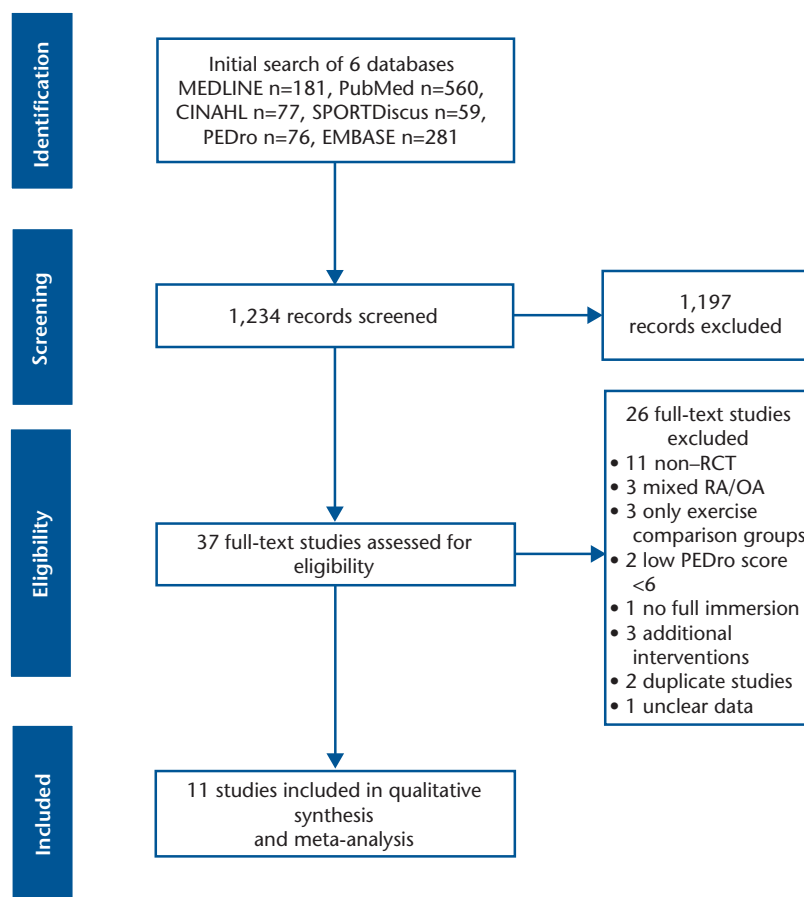 Identification
Initial search of 6 databases
MEDLINE n=181, PubMed n=560,
CINAHL n=77, SPORTDiscus n=59,
PEDro n=76, EMBASE n=281
Screening
1,234 records screened
1,197
records excluded
Eligibility
37 full-text studies assessed for
eligibility
26 full-text studies
excluded
• 11 non–RCT
• 3 mixed RA/OA
• 3 only exercise
comparison groups
• 2 low PEDro score
<6
• 1 no full immersion
• 3 additional
interventions
• 2 duplicate studies
• 1 unclear data
Included
11 studies included in qualitative
synthesis
and meta-analysis